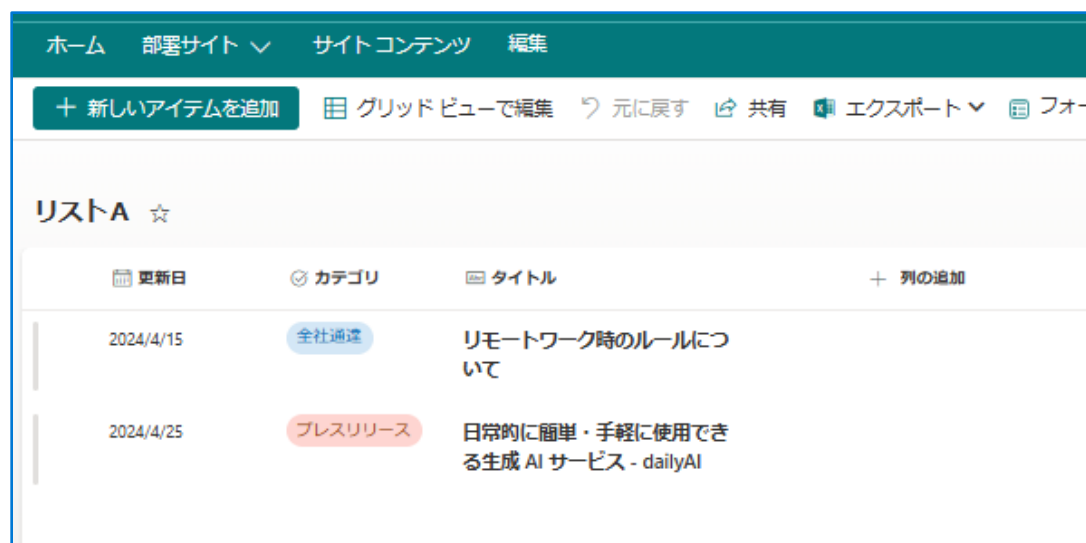 ホーム 部署サイト サイト コンテンツ 編集
+ 新しいアイテムを追加 グリッド ビューで編集 元に戻す 共有 エクスポート フォー
リストA
更新日 カテゴリ タイトル + 列の追加
2024/4/15 全社通達 リモートワーク時のルールにつ
いて
2024/4/25 プレスリリース 日常的に簡単・手軽に使用でき
る生成 AI サービス - dailyAI